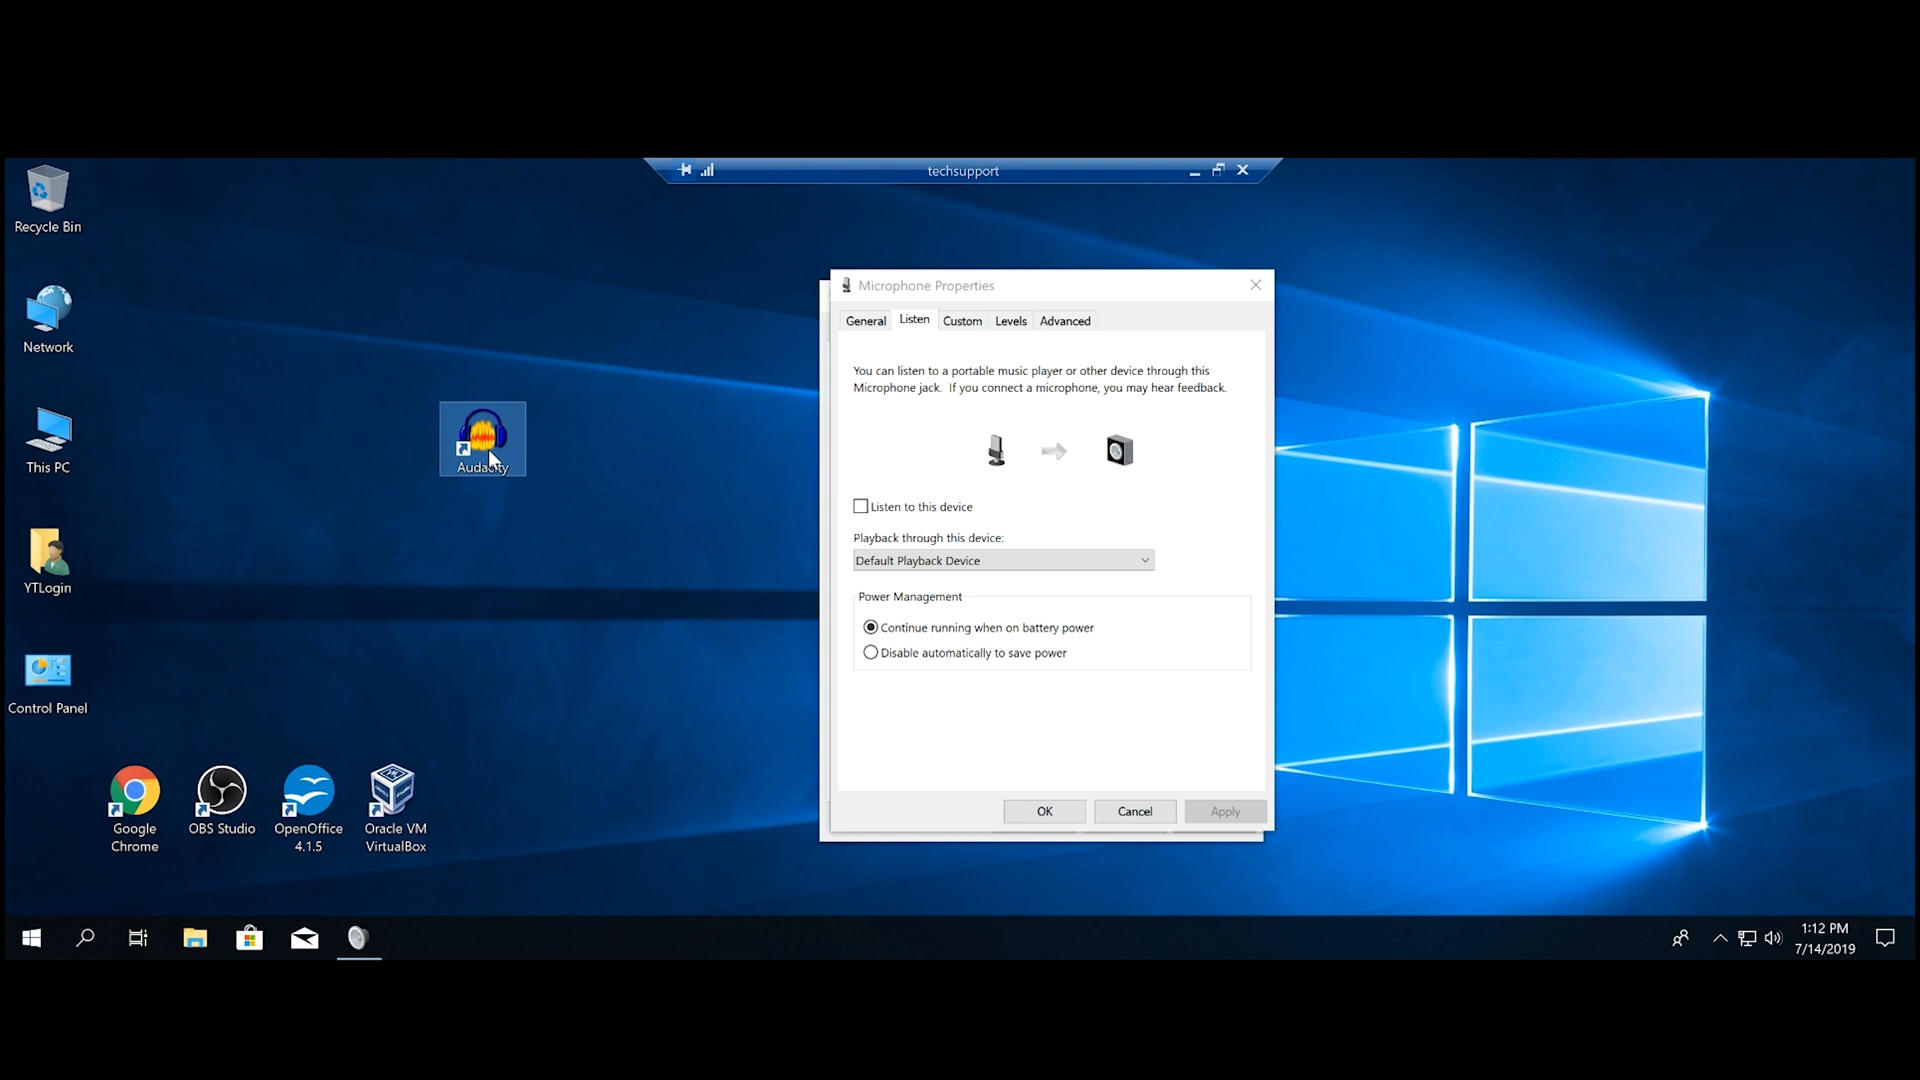 techsupport
Recycle Bin
Network
This PC
YTLogin
Control Panel
Audacity
Google
Chrome
OBS Studio
OpenOffice
4.1.5
Oracle VM
VirtualBox
Microphone Properties
General
Listen
Custom
Levels
Advanced
You can listen to a portable music player or other device through this
Microphone jack. If you connect a microphone, you may hear feedback.
Listen to this device
Playback through this device:
Default Playback Device
Power Management
Continue running when on battery power
Disable automatically to save power
OK
Cancel
Apply
1:12 PM
7/14/2019